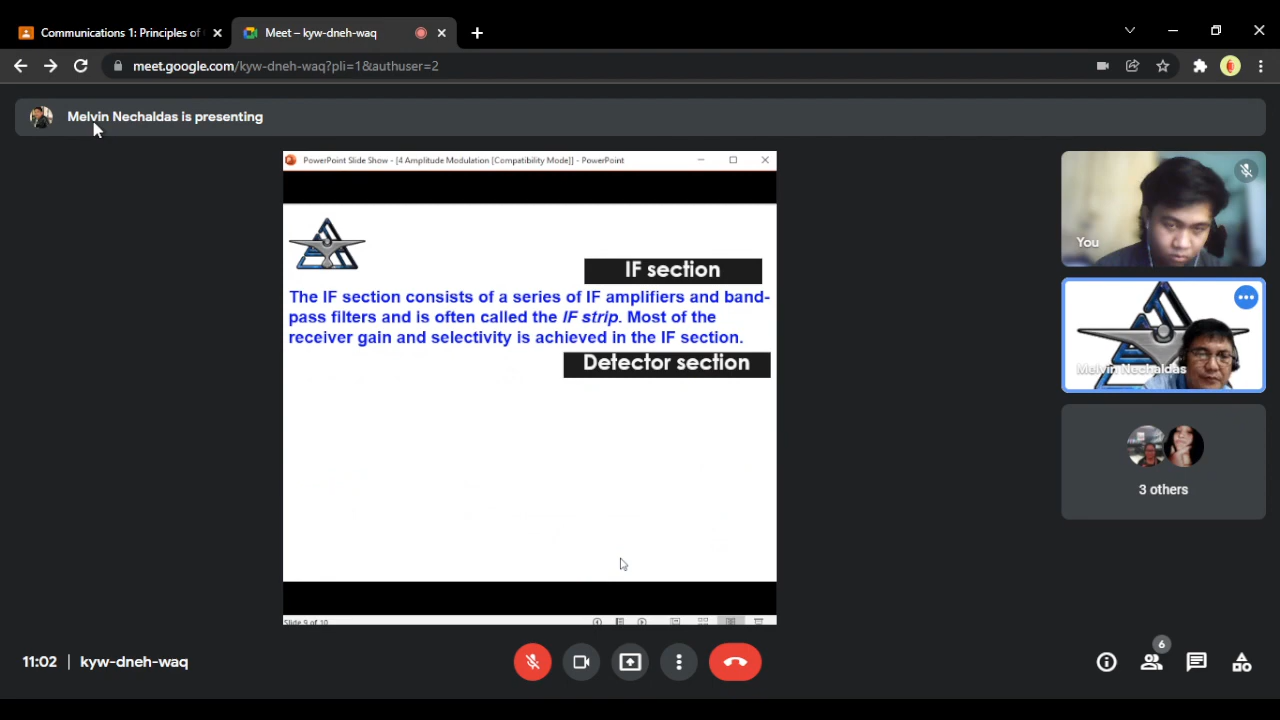 Communications 1: Principles of
Meet – kyw-dneh-waq
meet.google.com/kyw-dneh-waq?pli=1&authuser=2
Melvin Nechaldas is presenting
PowerPoint Slide Show - [4 Amplitude Modulation [Compatibility Mode]] - PowerPoint
IF section
The IF section consists of a series of IF amplifiers and band-
pass filters and is often called the IF strip. Most of the
receiver gain and selectivity is achieved in the IF section.
Detector section
Slide 9 of 10
You
Melvin Nechaldas
3 others
11:02 | kyw-dneh-waq
6